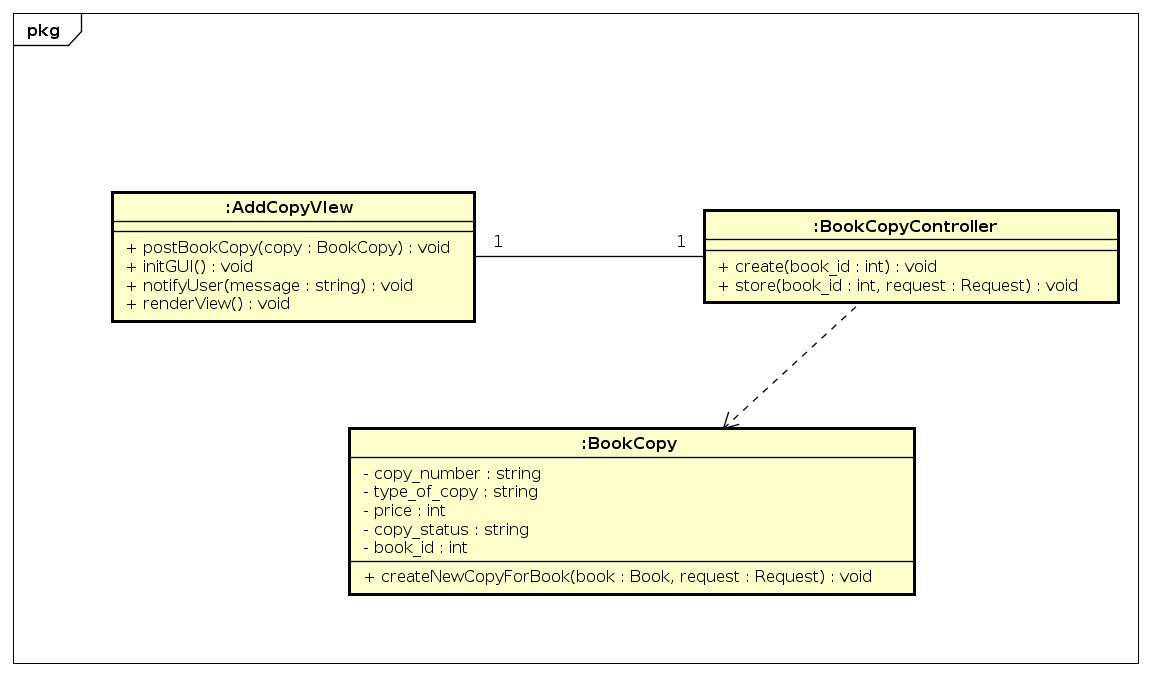 pkg
:AddCopyVIew
+ postBookCopy(copy : BookCopy) : void
+ initGUI() : void
+ notifyUser(message : string) : void
+ renderView() : void
1
1
:BookCopyController
+ create(book_id : int) : void
+ store(book_id : int, request : Request) : void
:BookCopy
- copy_number : string
- type_of_copy : string
- price : int
- copy_status : string
- book_id : int
+ createNewCopyForBook(book : Book, request : Request) : void